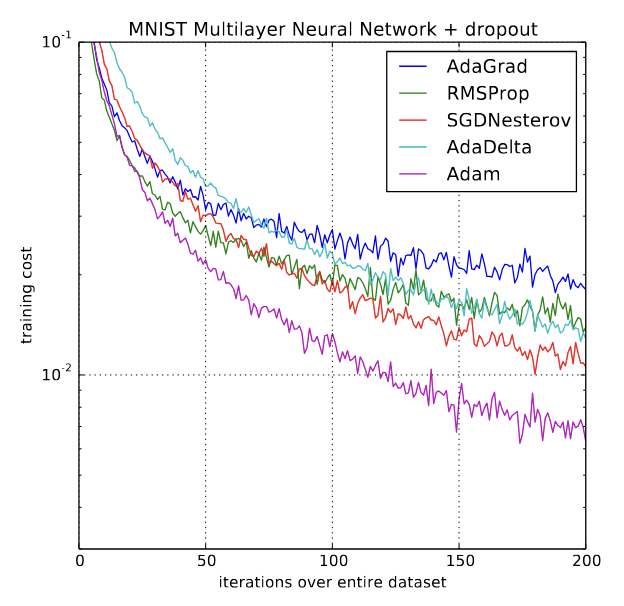 MNIST Multilayer Neural Network + dropout
10^-1
AdaGrad
RMSProp
SGDNesterov
AdaDelta
Adam
training cost
10^-2
0 50 100 150 200
iterations over entire dataset